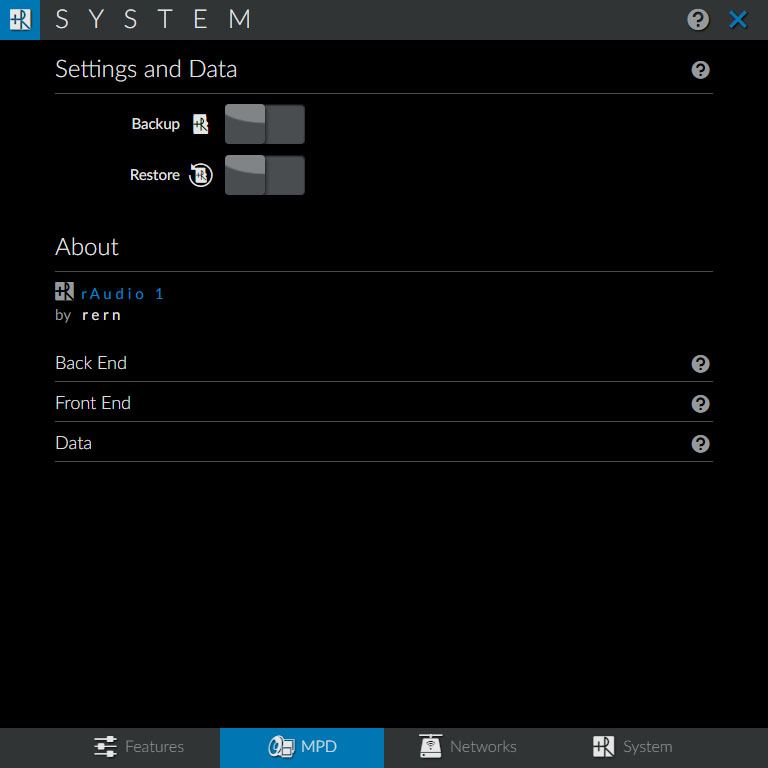 S Y S T E M
Settings and Data
Backup
Restore
About
rAudio 1
by rern
Back End
Front End
Data
Features MPD Networks System